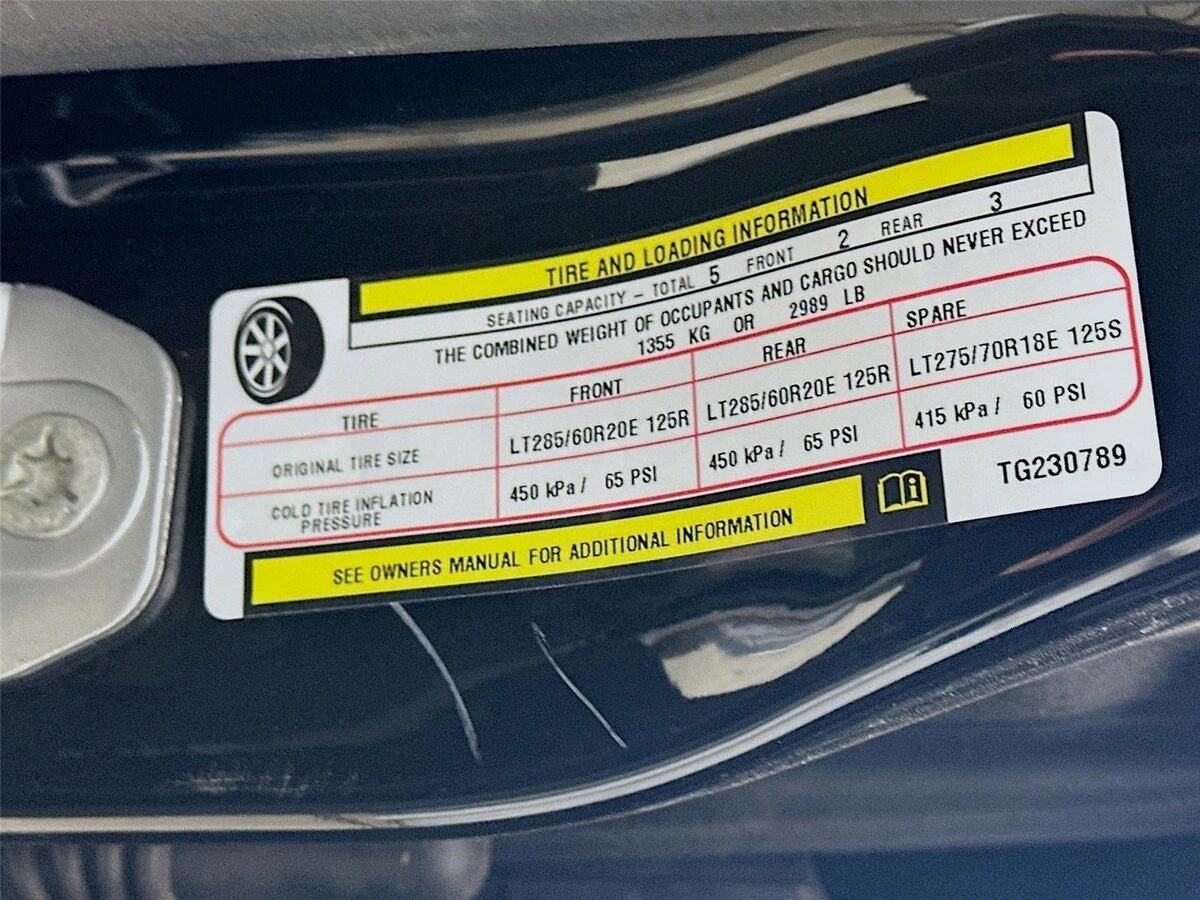 TIRE AND LOADING INFORMATION
SEATING CAPACITY – TOTAL 5 FRONT 2 REAR 3
THE COMBINED WEIGHT OF OCCUPANTS AND CARGO SHOULD NEVER EXCEED
1355 KG OR 2989 LB
TIRE FRONT REAR SPARE
ORIGINAL TIRE SIZE LT285/60R20E 125R LT285/60R20E 125R LT275/70R18E 125S
COLD TIRE INFLATION PRESSURE 450 kPa / 65 PSI 450 kPa / 65 PSI 415 kPa / 60 PSI
SEE OWNERS MANUAL FOR ADDITIONAL INFORMATION
TG230789